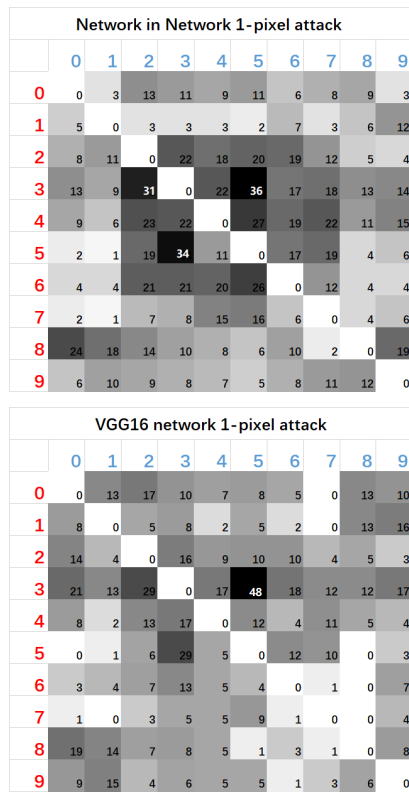 Network in Network 1-pixel attack
0 1 2 3 4 5 6 7 8 9
0 0 3 13 11 9 11 6 8 9 3
1 5 0 3 3 3 2 7 3 6 12
2 8 11 0 22 18 20 19 12 5 4
3 13 9 31 0 22 36 17 18 13 14
4 9 6 23 22 0 27 19 22 11 15
5 2 1 19 34 11 0 17 19 4 6
6 4 4 21 21 20 26 0 12 4 4
7 2 1 7 8 15 16 6 0 4 6
8 24 18 14 10 8 6 10 2 0 19
9 6 10 9 8 7 5 8 11 12 0
VGG16 network 1-pixel attack
0 1 2 3 4 5 6 7 8 9
0 0 13 17 10 7 8 5 0 13 10
1 8 0 5 8 2 5 2 0 13 16
2 14 4 0 16 9 10 10 4 5 3
3 21 13 29 0 17 48 18 12 12 17
4 8 2 13 17 0 12 4 11 5 4
5 0 1 6 29 5 0 12 10 0 3
6 3 4 7 13 5 4 0 1 0 7
7 1 0 3 5 5 9 1 0 0 4
8 19 14 7 8 5 1 3 1 0 8
9 9 15 4 6 5 5 1 3 6 0